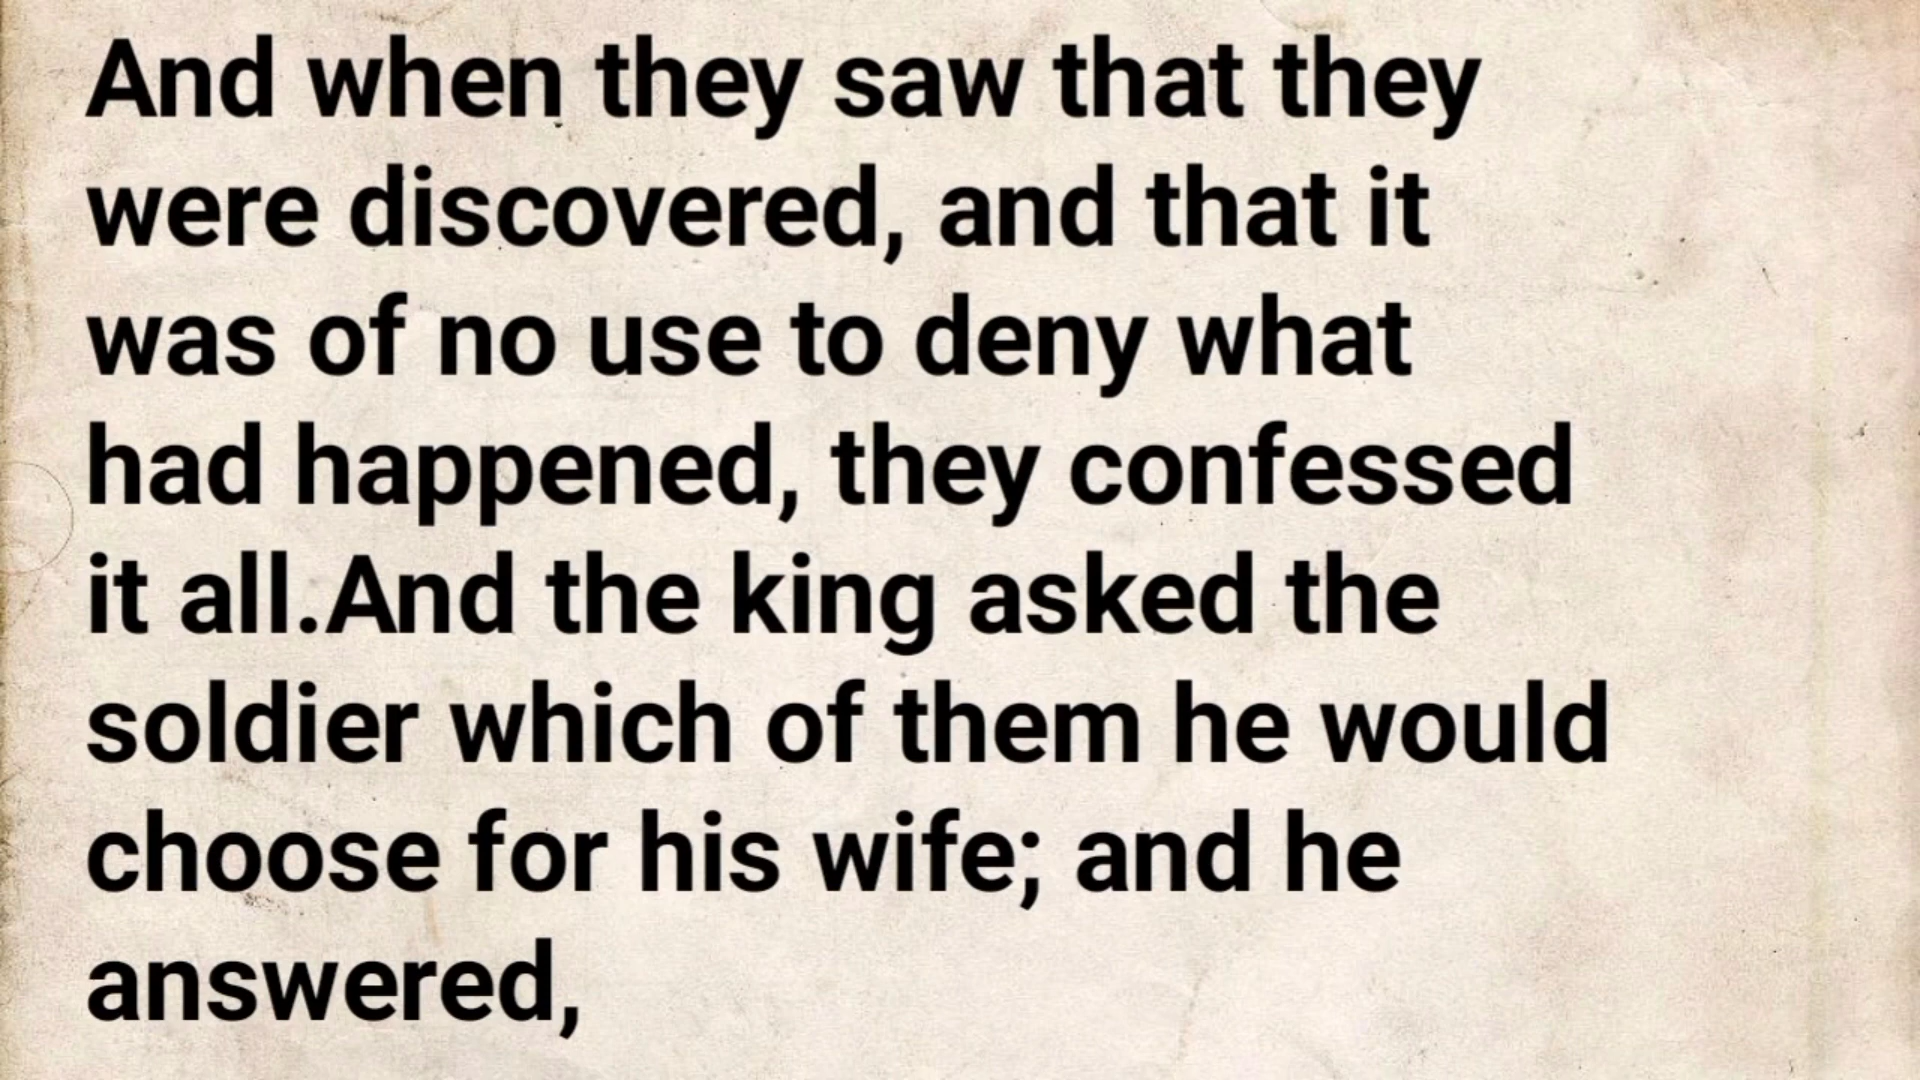 And when they saw that they
were discovered, and that it
was of no use to deny what
had happened, they confessed
it all.And the king asked the
soldier which of them he would
choose for his wife; and he
answered,